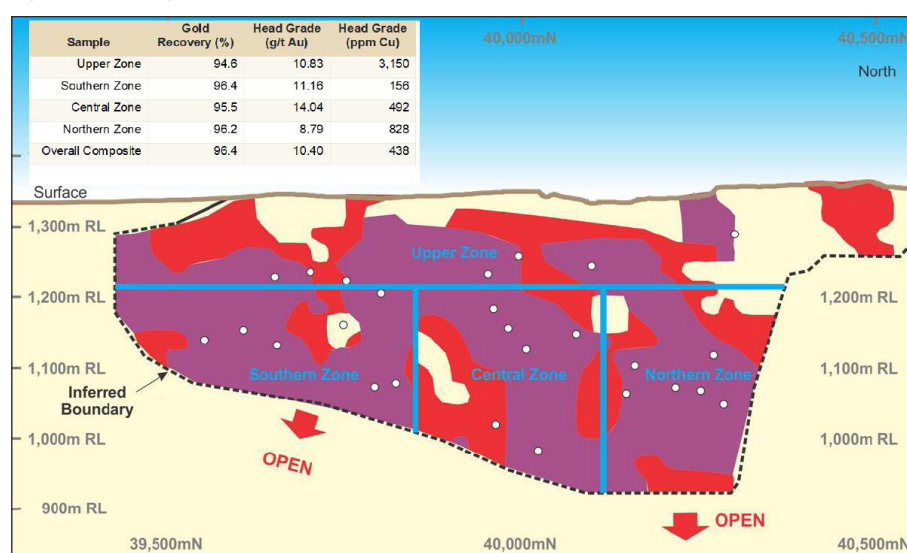 Sample Gold Recovery (%) Head Grade (g/t Au) Head Grade (ppm Cu)
Upper Zone 94.6 10.83 3,150
Southern Zone 96.4 11.16 156
Central Zone 95.5 14.04 492
Northern Zone 96.2 8.79 828
Overall Composite 96.4 10.40 438
40,000mN 40,500mN
North
Surface
1,300m RL
Upper Zone
1,200m RL 1,200m RL
1,100m RL Southern Zone Central Zone Northern Zone 1,100m RL
Inferred
Boundary
1,000m RL 1,000m RL
OPEN
900m RL
OPEN
39,500mN 40,000mN 40,500mN